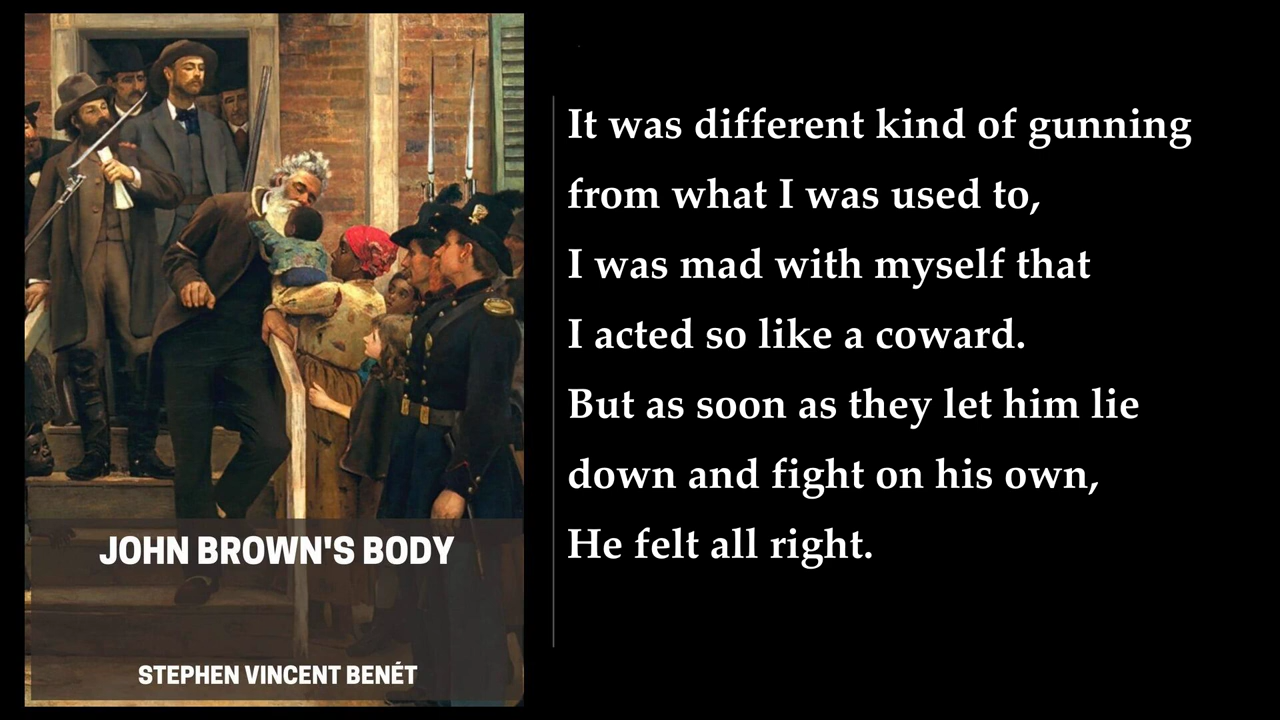 JOHN BROWN'S BODY
STEPHEN VINCENT BENÉT
It was different kind of gunning
from what I was used to,
I was mad with myself that
I acted so like a coward.
But as soon as they let him lie
down and fight on his own,
He felt all right.